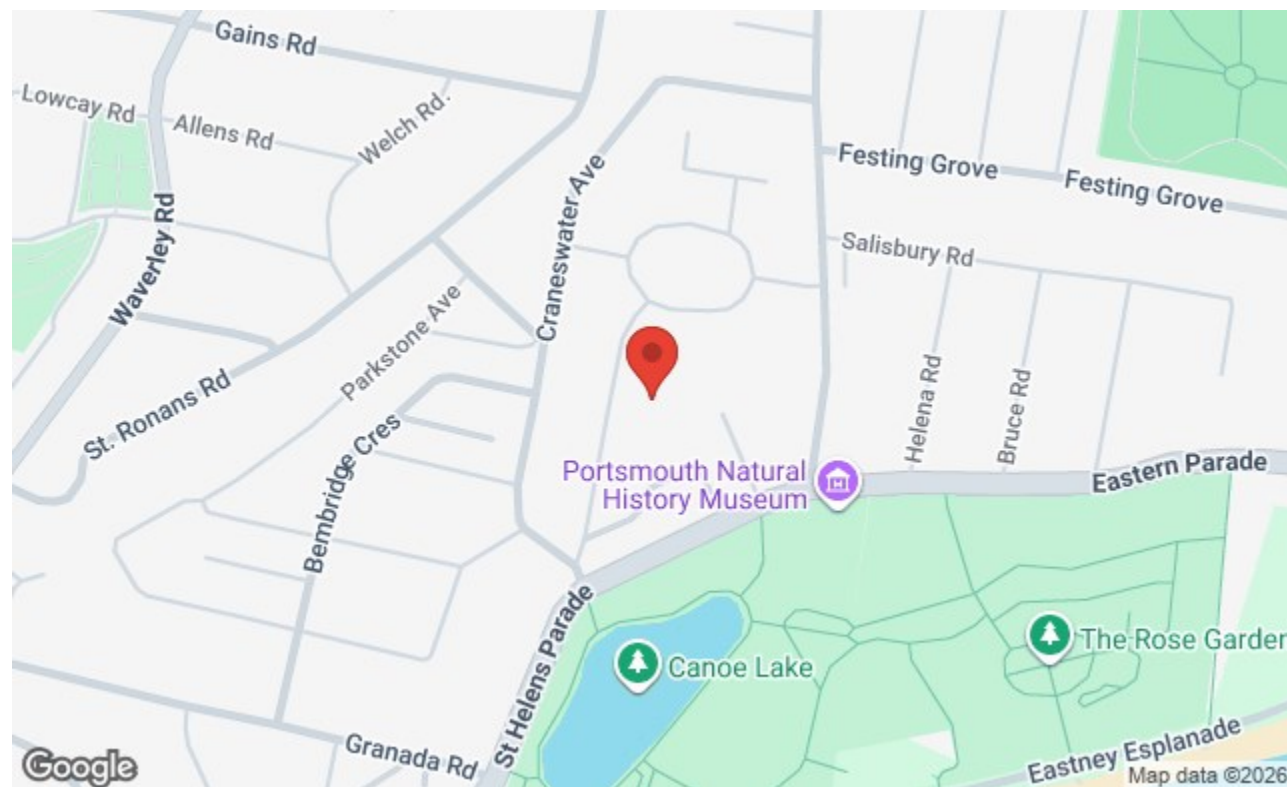 Gains Rd
Lowcay Rd
Allens Rd
Welch Rd.
Festing Grove
Festing Grove
Craneswater Ave
Waverley Rd
Salisbury Rd
Parkstone Ave
St. Ronans Rd
Helena Rd
Bruce Rd
Bembridge Cres
Portsmouth Natural
History Museum
Eastern Parade
St Helens Parade
Canoe Lake
The Rose Garden
Granada Rd
Eastney Esplanade
Google
Map data ©2026